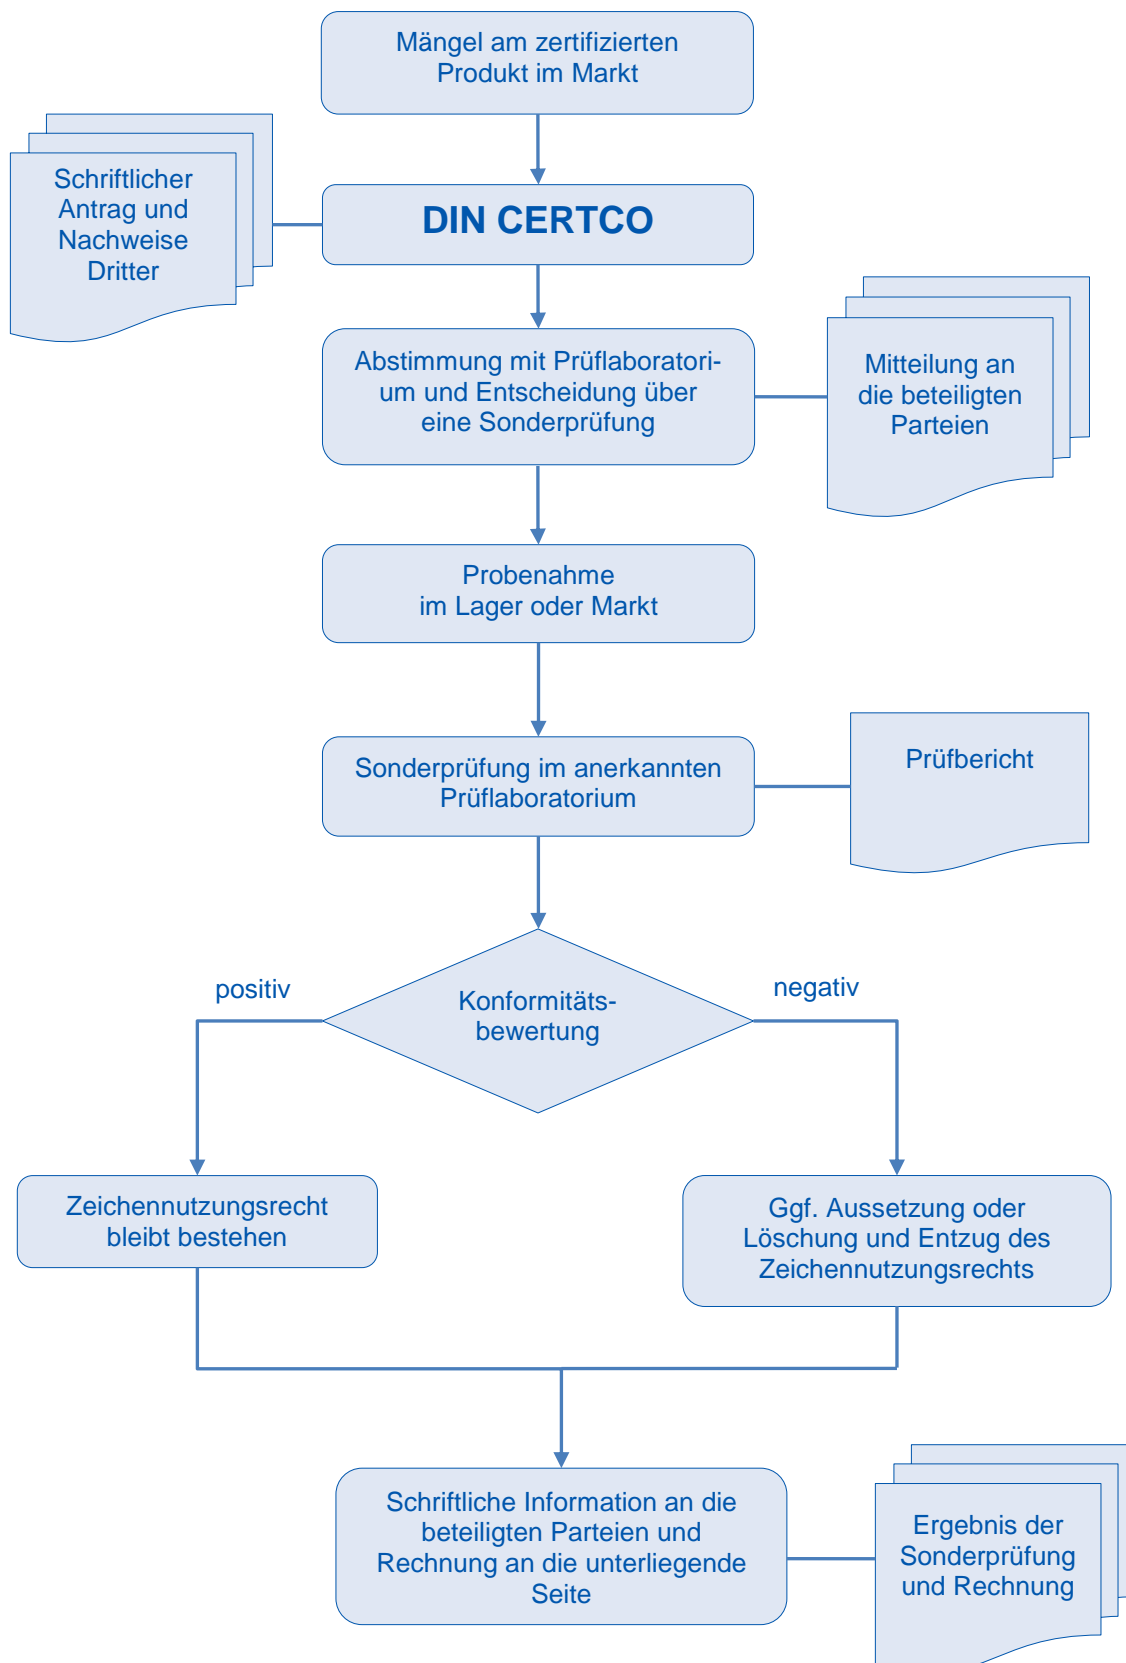 Mängel am zertifizierten
Produkt im Markt
Schriftlicher
Antrag und
Nachweise
Dritter
DIN CERTCO
Abstimmung mit Prüflaboratori-
um und Entscheidung über
eine Sonderprüfung
Mitteilung an
die beteiligten
Parteien
Probenahme
im Lager oder Markt
Sonderprüfung im anerkannten
Prüflaboratorium
Prüfbericht
positiv
Konformitäts-
bewertung
negativ
Zeichennutzungsrecht
bleibt bestehen
Ggf. Aussetzung oder
Löschung und Entzug des
Zeichennutzungsrechts
Schriftliche Information an die
beteiligten Parteien und
Rechnung an die unterliegende
Seite
Ergebnis der
Sonderprüfung
und Rechnung